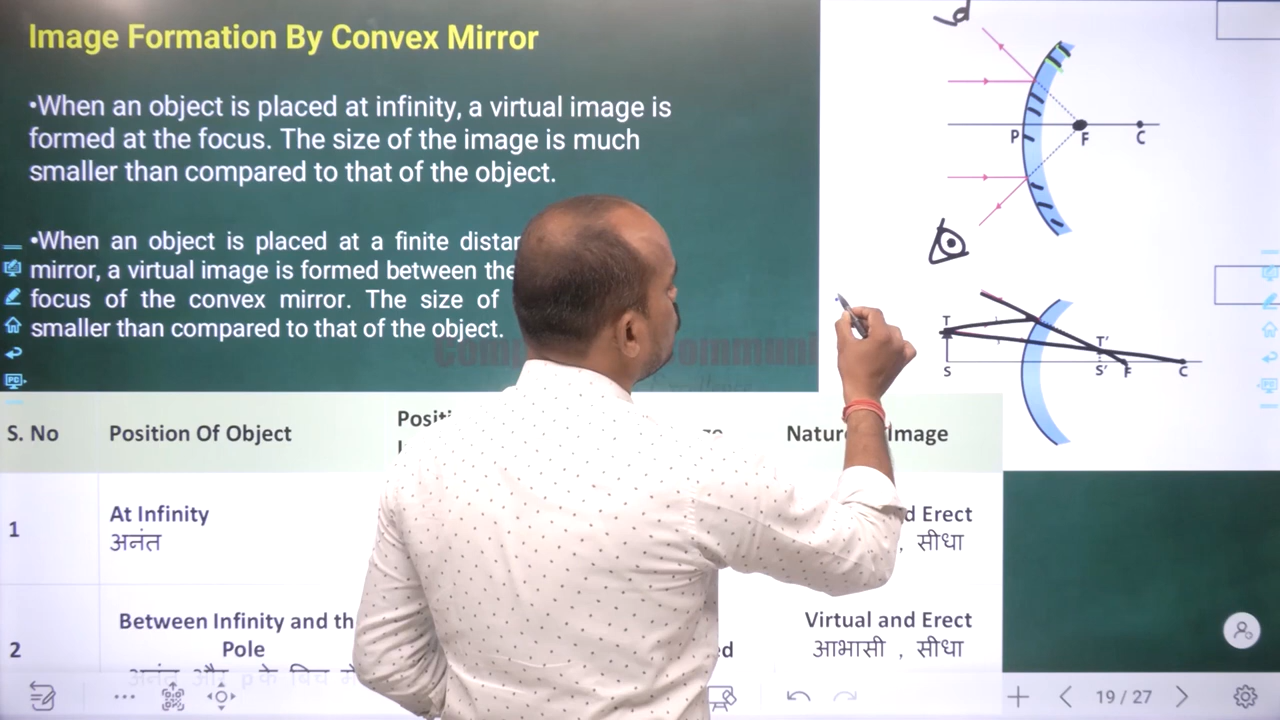 Image Formation By Convex Mirror
•When an object is placed at infinity, a virtual image is
formed at the focus. The size of the image is much
smaller than compared to that of the object.
•When an object is placed at a finite
mirror, a virtual image is formed between the
focus of the convex mirror. The size of
smaller than compared to that of the object.
P F C
T T'
S S' F C
S. No Position Of Object Image
1 At Infinity Erect
अनंत , सीधा
Between Infinity and Virtual and Erect
2 Pole आभासी , सीधा
अनंत और p के बिच
19 / 27